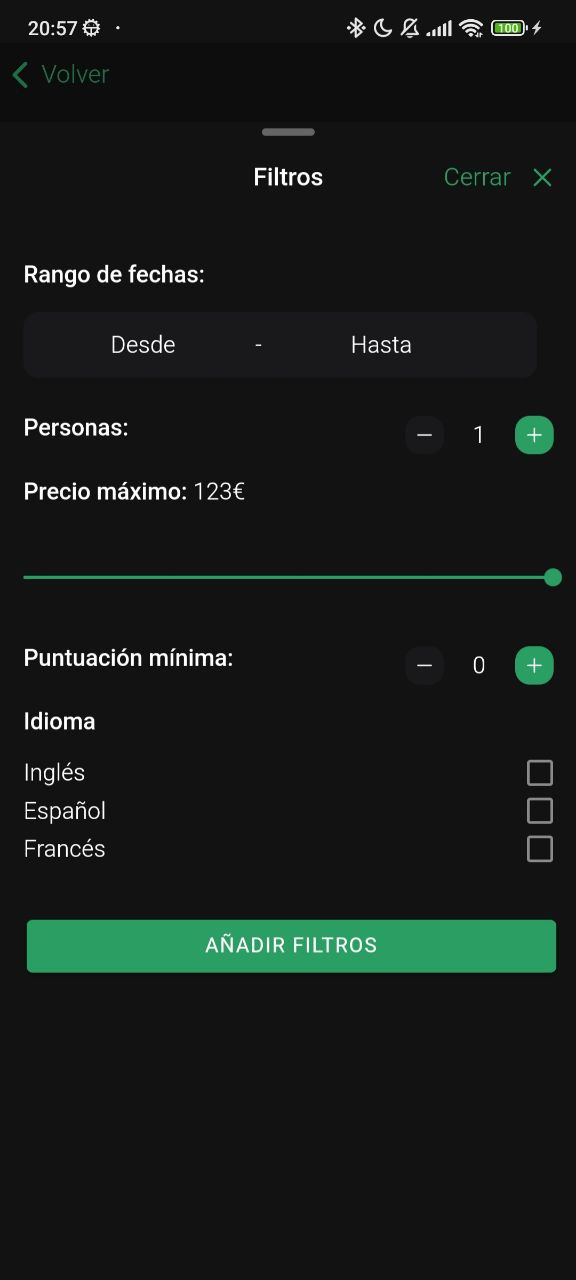 20:57
100
Volver
Filtros
Cerrar
Rango de fechas:
Desde - Hasta
Personas:
− 1 +
Precio máximo: 123€
Puntuación mínima:
− 0 +
Idioma
Inglés
Español
Francés
AÑADIR FILTROS